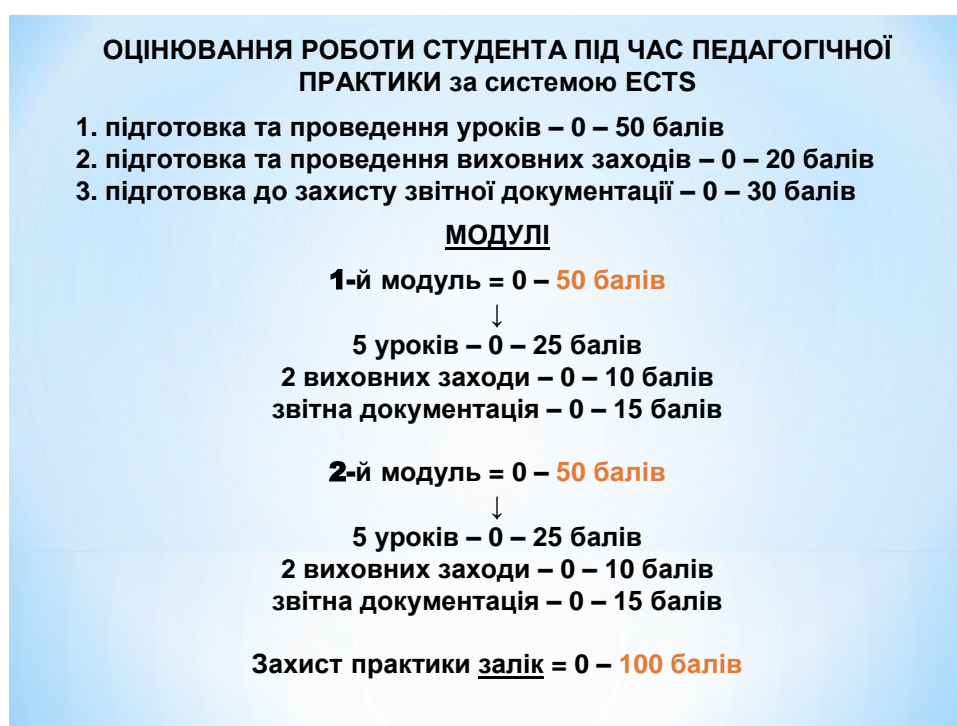 ОЦІНЮВАННЯ РОБОТИ СТУДЕНТА ПІД ЧАС ПЕДАГОГІЧНОЇ
ПРАКТИКИ за системою ECTS
1. підготовка та проведення уроків – 0 – 50 балів
2. підготовка та проведення виховних заходів – 0 – 20 балів
3. підготовка до захисту звітної документації – 0 – 30 балів
МОДУЛІ
1-й модуль = 0 – 50 балів
↓
5 уроків – 0 – 25 балів
2 виховних заходи – 0 – 10 балів
звітна документація – 0 – 15 балів
2-й модуль = 0 – 50 балів
↓
5 уроків – 0 – 25 балів
2 виховних заходи – 0 – 10 балів
звітна документація – 0 – 15 балів
Захист практики залік = 0 – 100 балів